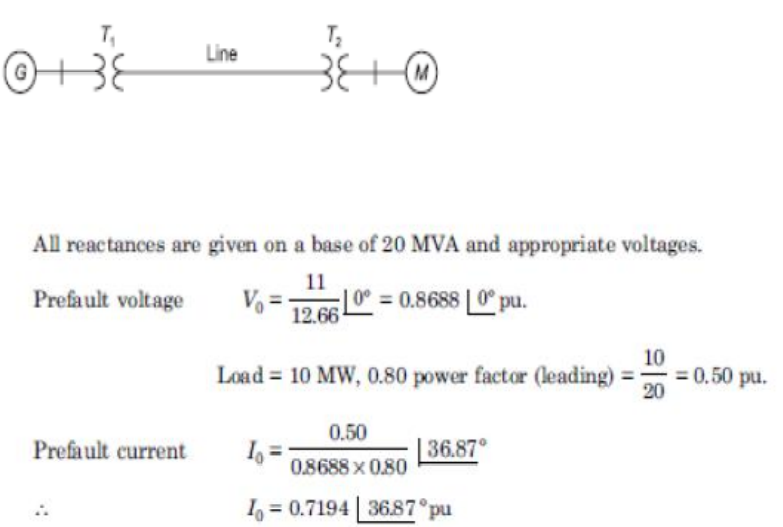 T₁ Line T₂
G M
All reactances are given on a base of 20 MVA and appropriate voltages.
Prefault voltage V₀ = 11/12.66 |0° = 0.8688 |0° pu.
Load = 10 MW, 0.80 power factor (leading) = 10/20 = 0.50 pu.
Prefault current I₀ = 0.50/0.8688 × 0.80 |36.87°
∴ I₀ = 0.7194 |36.87° pu